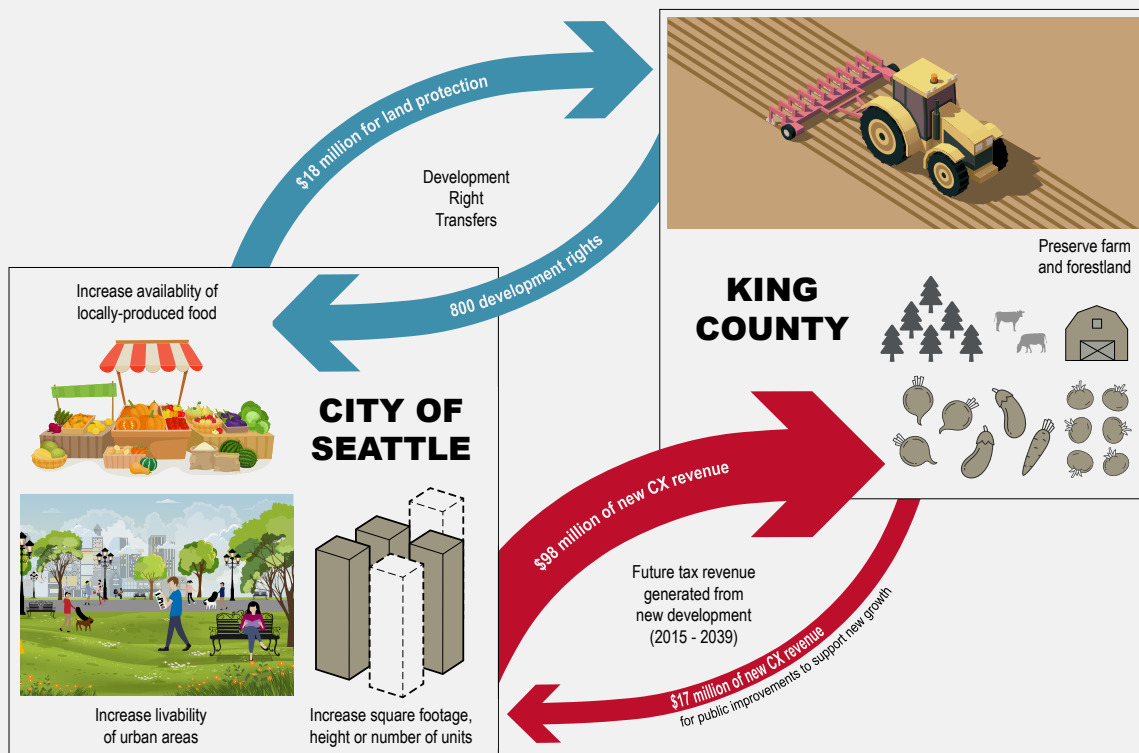 $18 million for land protection
Development
Right
Transfers
800 development rights
Preserve farm
and forestland
KING
COUNTY
Increase availablity of
locally-produced food
CITY OF
SEATTLE
Increase livability
of urban areas
Increase square footage,
height or number of units
$98 million of new CX revenue
Future tax revenue
generated from
new development
(2015 - 2039)
$17 million of new CX revenue
for public improvements to support new growth